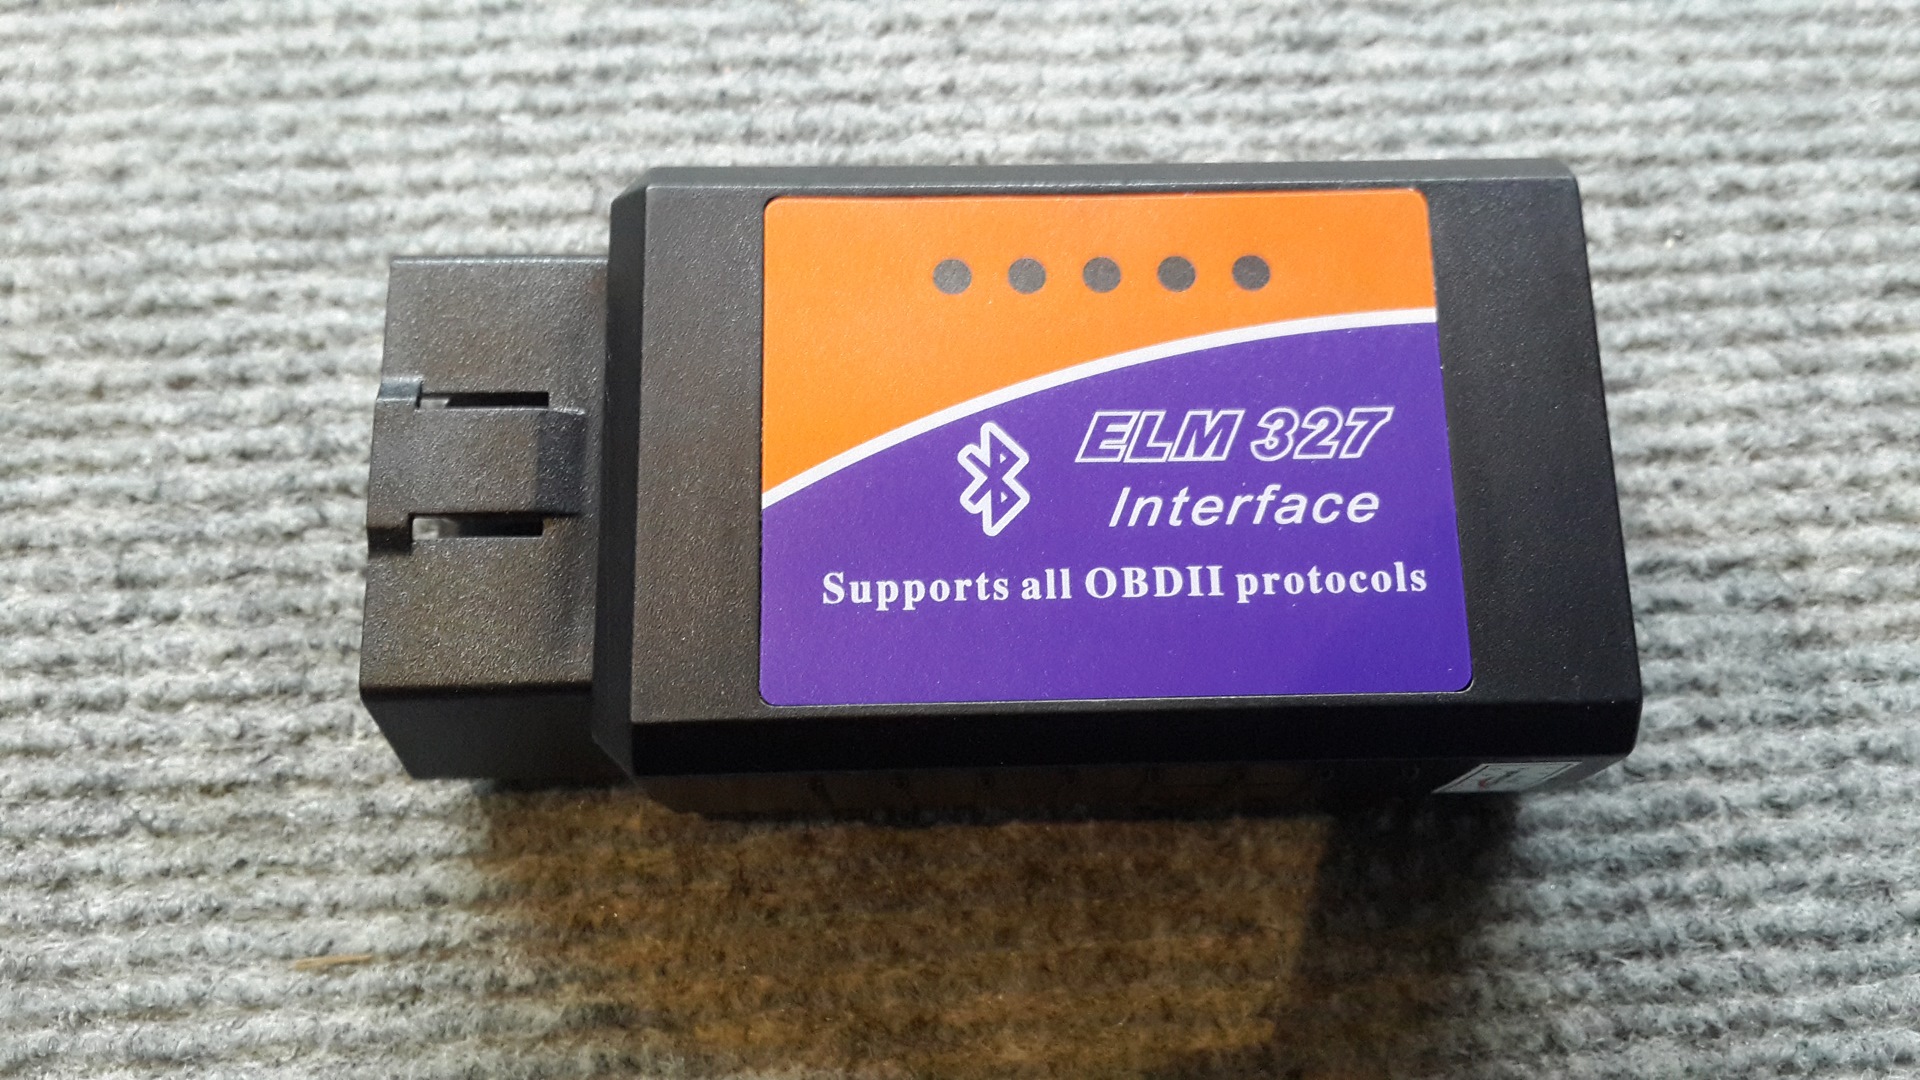 ELM 327
Interface
Supports all OBDII protocols